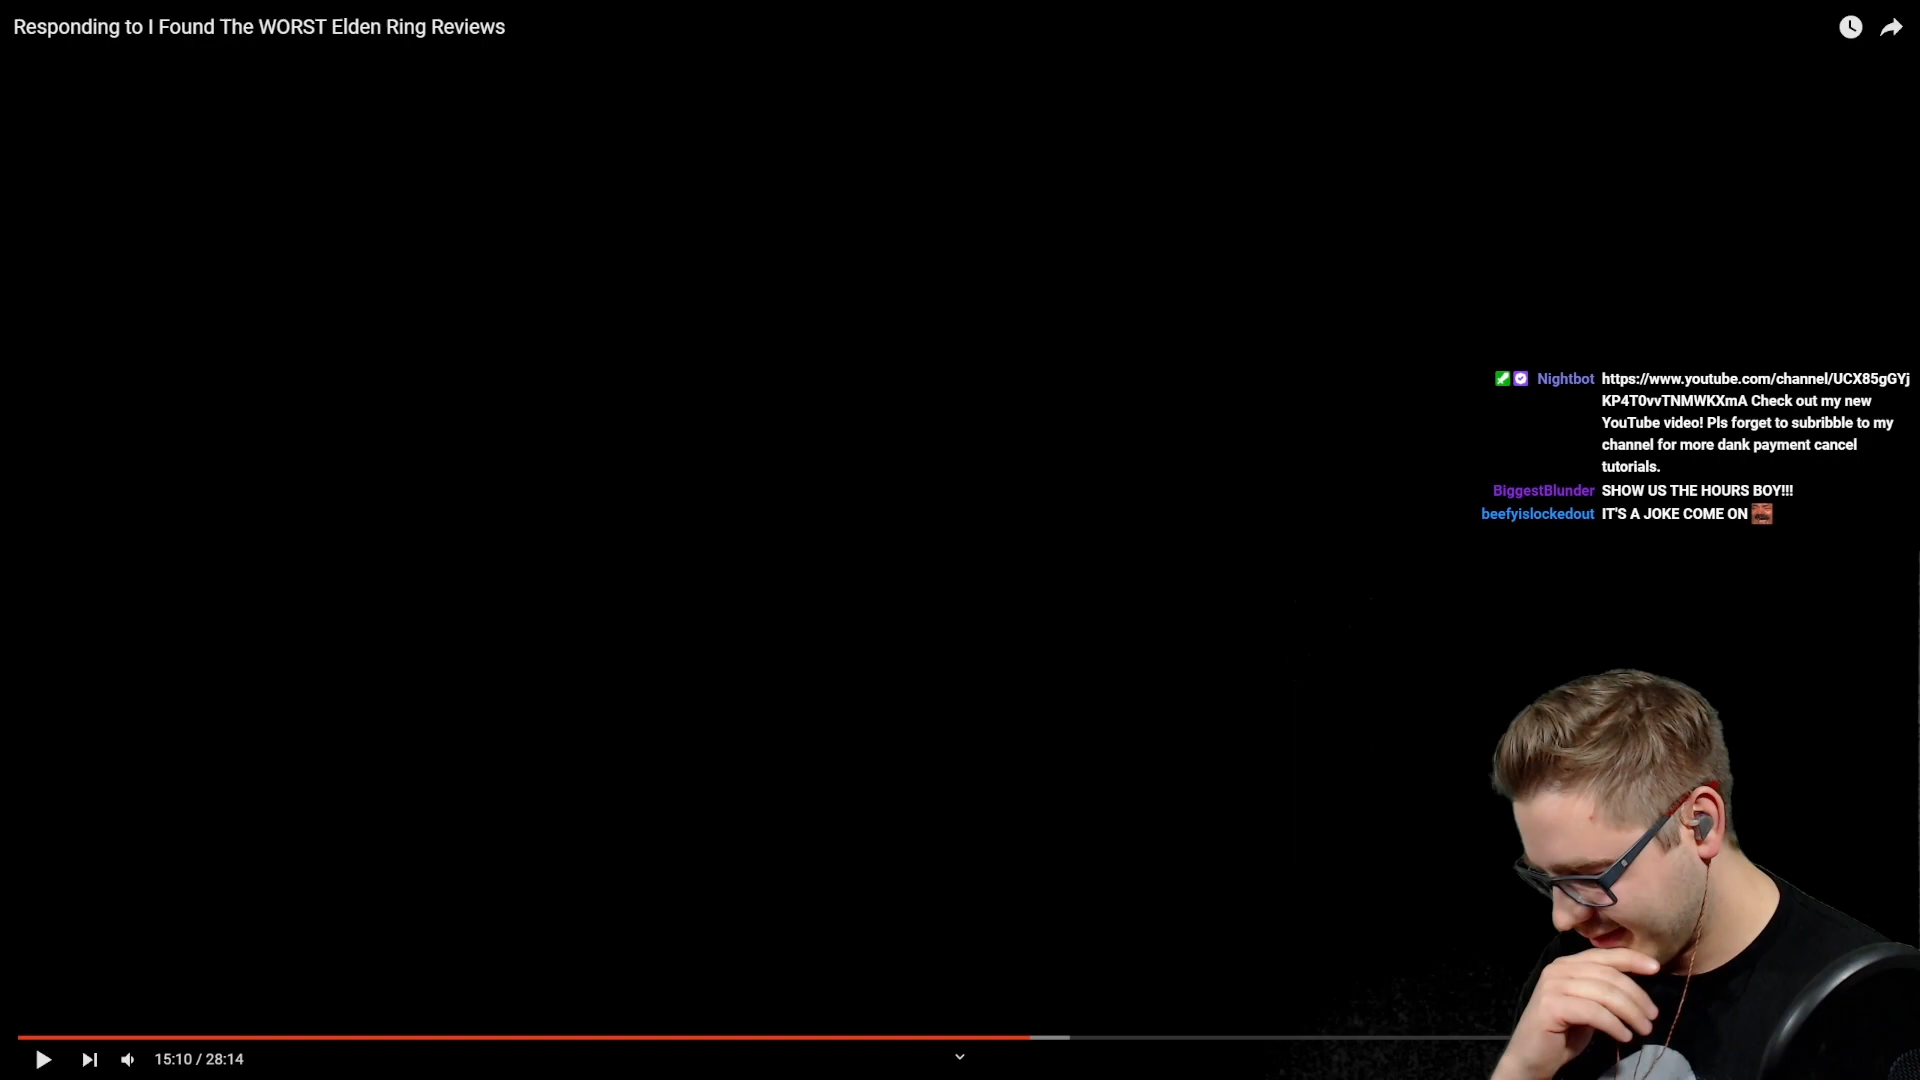 Responding to I Found The WORST Elden Ring Reviews
Nightbot https://www.youtube.com/channel/UCX85gGYj
KP4T0vvTNMWKXmA Check out my new
YouTube video! Pls forget to subribble to my
channel for more dank payment cancel
tutorials.
BiggestBlunder SHOW US THE HOURS BOY!!!
beefyislockedout IT'S A JOKE COME ON
15:10 / 28:14